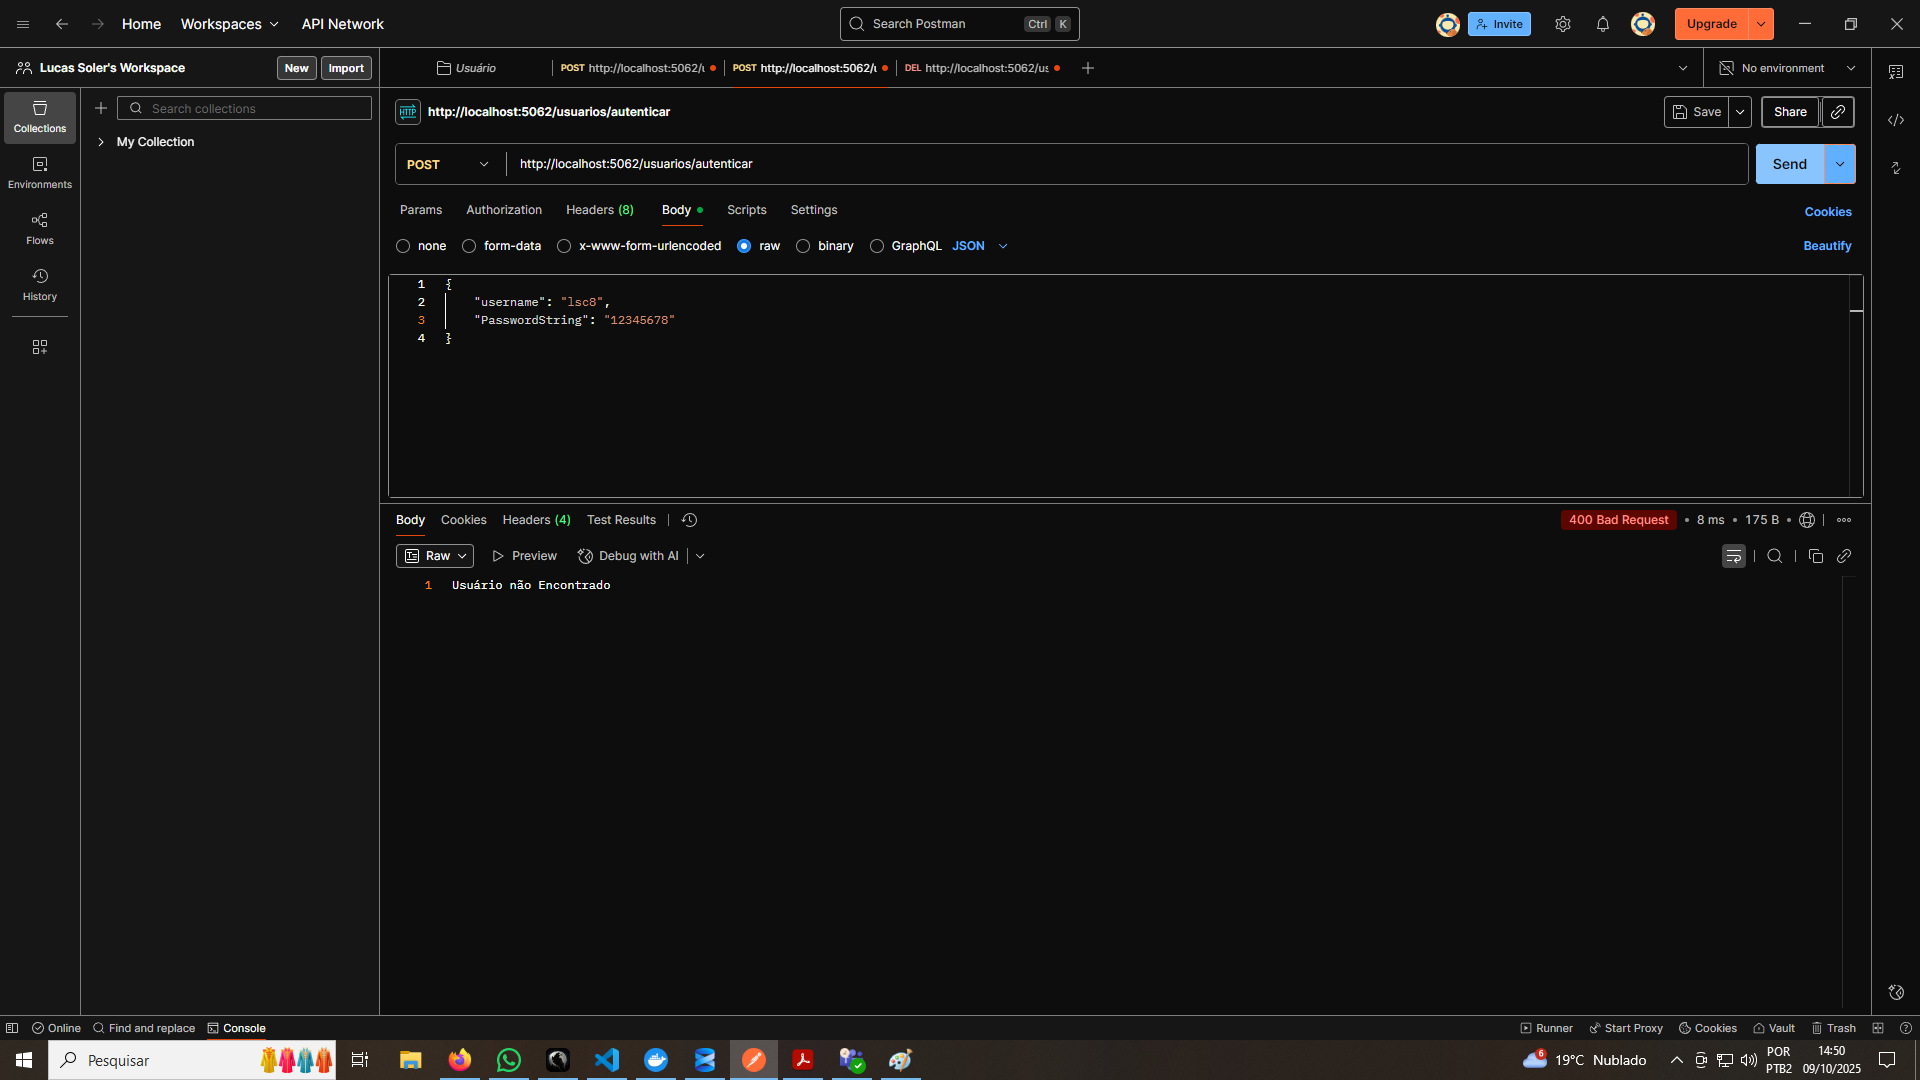 Home
Workspaces
API Network
Search Postman
Ctrl K
Invite
Upgrade
Lucas Soler's Workspace
New
Import
Usuário
POST http://localhost:5062/u
POST http://localhost:5062/u
DEL http://localhost:5062/us
No environment
Collections
Environments
Flows
History
Search collections
My Collection
HTTP
http://localhost:5062/usuarios/autenticar
Save
Share
POST
http://localhost:5062/usuarios/autenticar
Send
Params
Authorization
Headers (8)
Body
Scripts
Settings
Cookies
none
form-data
x-www-form-urlencoded
raw
binary
GraphQL
JSON
Beautify
1 {
2 "username": "lsc8",
3 "PasswordString": "12345678"
4 }
Body
Cookies
Headers (4)
Test Results
400 Bad Request
8 ms
175 B
Raw
Preview
Debug with AI
1 Usuário não Encontrado
Online
Find and replace
Console
Runner
Start Proxy
Cookies
Vault
Trash
Pesquisar
6
19°C Nublado
POR
PTB2
14:50
09/10/2025